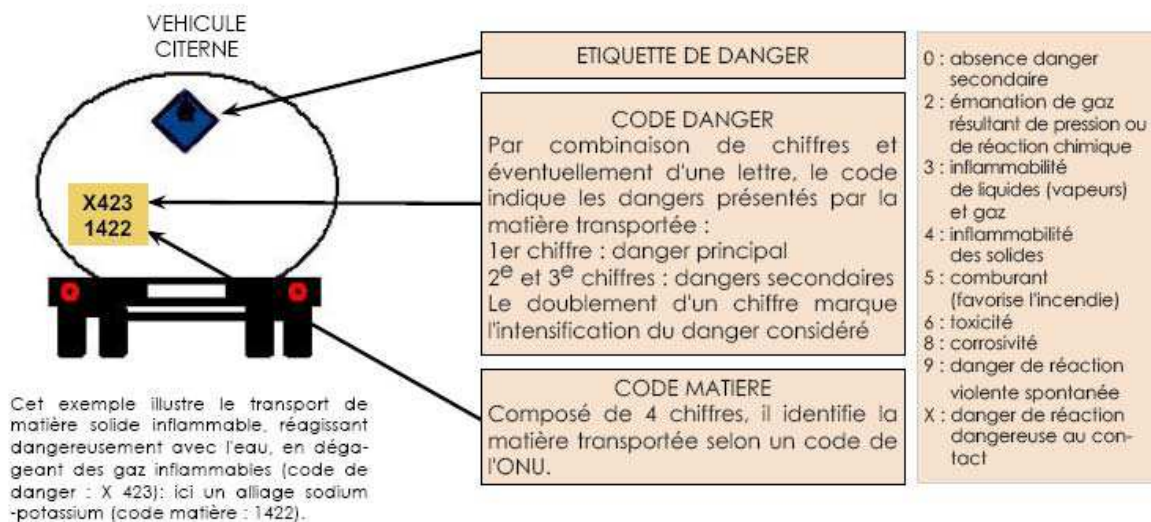 VEHICULE
CITERNE
X423
1422
Cet exemple illustre le transport de
matière solide inflammable, réagissant
dangereusement avec l'eau, en déga-
geant des gaz inflammables (code de
danger : X 423): ici un alliage sodium
-potassium (code matière : 1422).
ETIQUETTE DE DANGER
CODE DANGER
Par combinaison de chiffres et
éventuellement d'une lettre, le code
indique les dangers présentés par la
matière transportée :
1er chiffre : danger principal
2e et 3e chiffres : dangers secondaires
Le doublement d'un chiffre marque
l'intensification du danger considéré
CODE MATIERE
Composé de 4 chiffres, il identifie la
matière transportée selon un code de
l'ONU.
0 : absence danger
secondaire
2 : émanation de gaz
résultant de pression ou
de réaction chimique
3 : inflammabilité
de liquides (vapeurs)
et gaz
4 : inflammabilité
des solides
5 : comburant
(favorise l'incendie)
6 : toxicité
8 : corrosivité
9 : danger de réaction
violente spontanée
X : danger de réaction
dangereuse au con-
tact